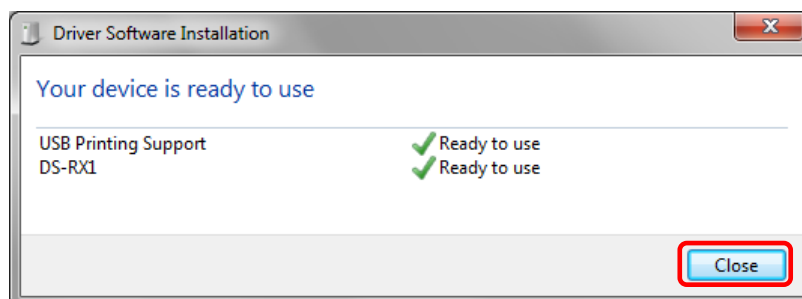 Driver Software Installation
Your device is ready to use
USB Printing Support Ready to use
DS-RX1 Ready to use
Close